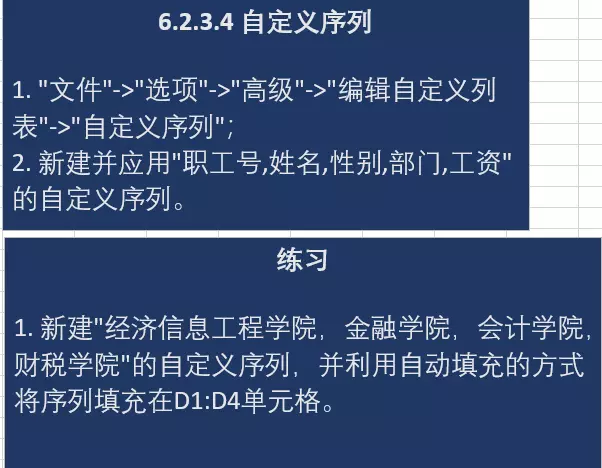 6.2.3.4 自定义序列
1. "文件"->"选项"->"高级"->"编辑自定义列
表"->"自定义序列";
2. 新建并应用"职工号,姓名,性别,部门,工资"
的自定义序列。
练习
1. 新建"经济信息工程学院，金融学院，会计学院，
财税学院"的自定义序列，并利用自动填充的方式
将序列填充在D1:D4单元格。